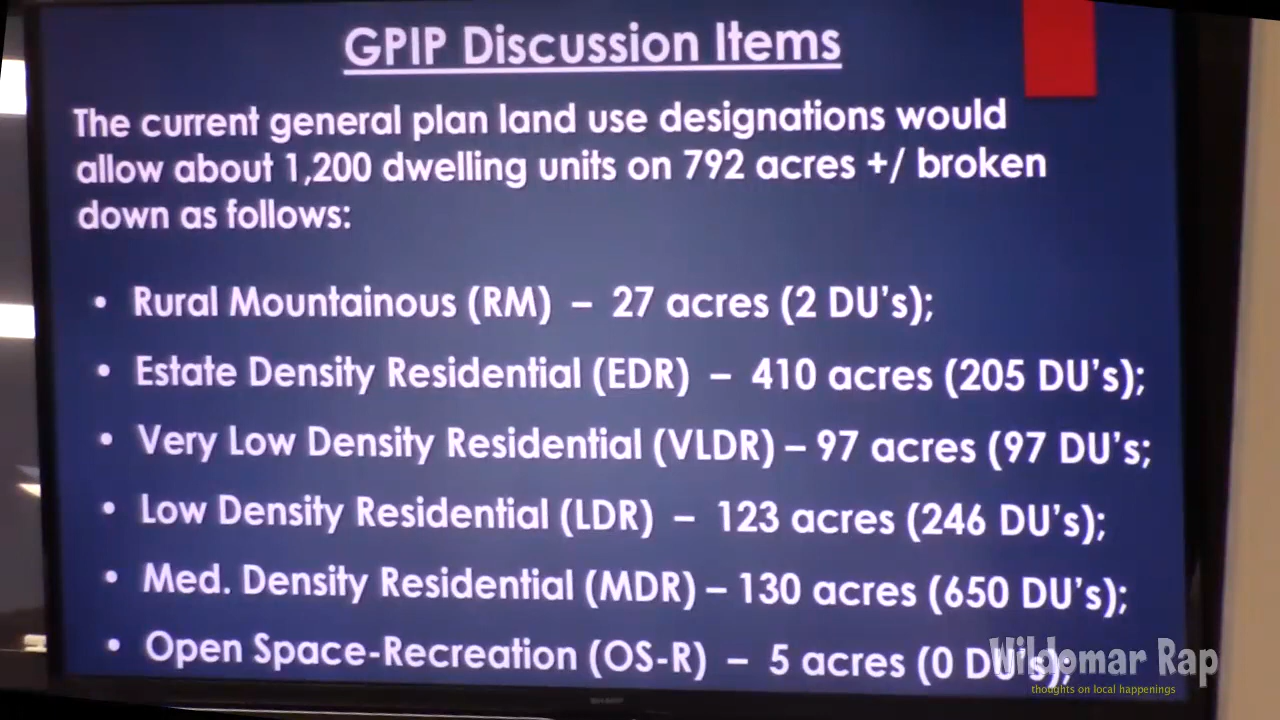 GPIP Discussion Items
The current general plan land use designations would
allow about 1,200 dwelling units on 792 acres +/ broken
down as follows:
• Rural Mountainous (RM) – 27 acres (2 DU's);
• Estate Density Residential (EDR) – 410 acres (205 DU's);
• Very Low Density Residential (VLDR) – 97 acres (97 DU's;
• Low Density Residential (LDR) – 123 acres (246 DU's);
• Med. Density Residential (MDR) – 130 acres (650 DU's);
• Open Space-Recreation (OS-R) – 5 acres (0 DU's);
Wildomar Rap
thoughts on local happenings
SHARP